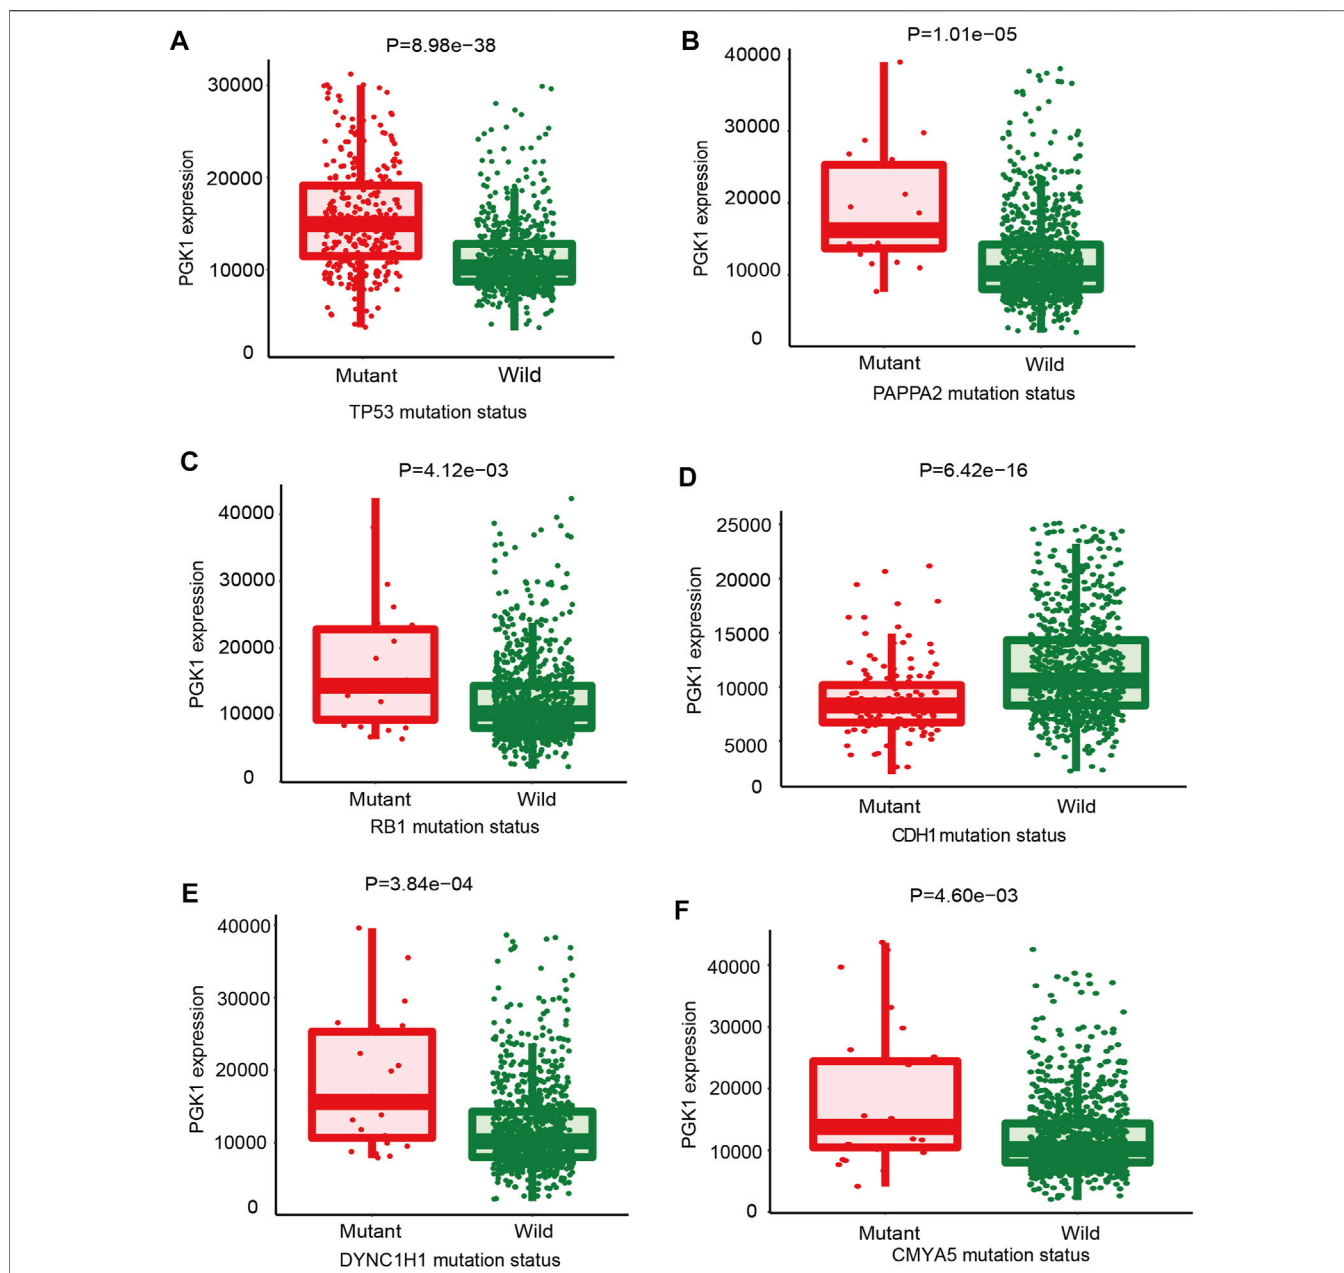 A
P=8.98e−38
PGK1 expression
30000
20000
10000
0
Mutant
Wild
TP53 mutation status
B
P=1.01e−05
PGK1 expression
40000
30000
20000
10000
0
Mutant
Wild
PAPPA2 mutation status
C
P=4.12e−03
PGK1 expression
40000
30000
20000
10000
0
Mutant
Wild
RB1 mutation status
D
P=6.42e−16
PGK1 expression
25000
20000
15000
10000
5000
0
Mutant
Wild
CDH1 mutation status
E
P=3.84e−04
PGK1 expression
40000
30000
20000
10000
0
Mutant
Wild
DYNC1H1 mutation status
F
P=4.60e−03
PGK1 expression
40000
30000
20000
10000
0
Mutant
Wild
CMYA5 mutation status